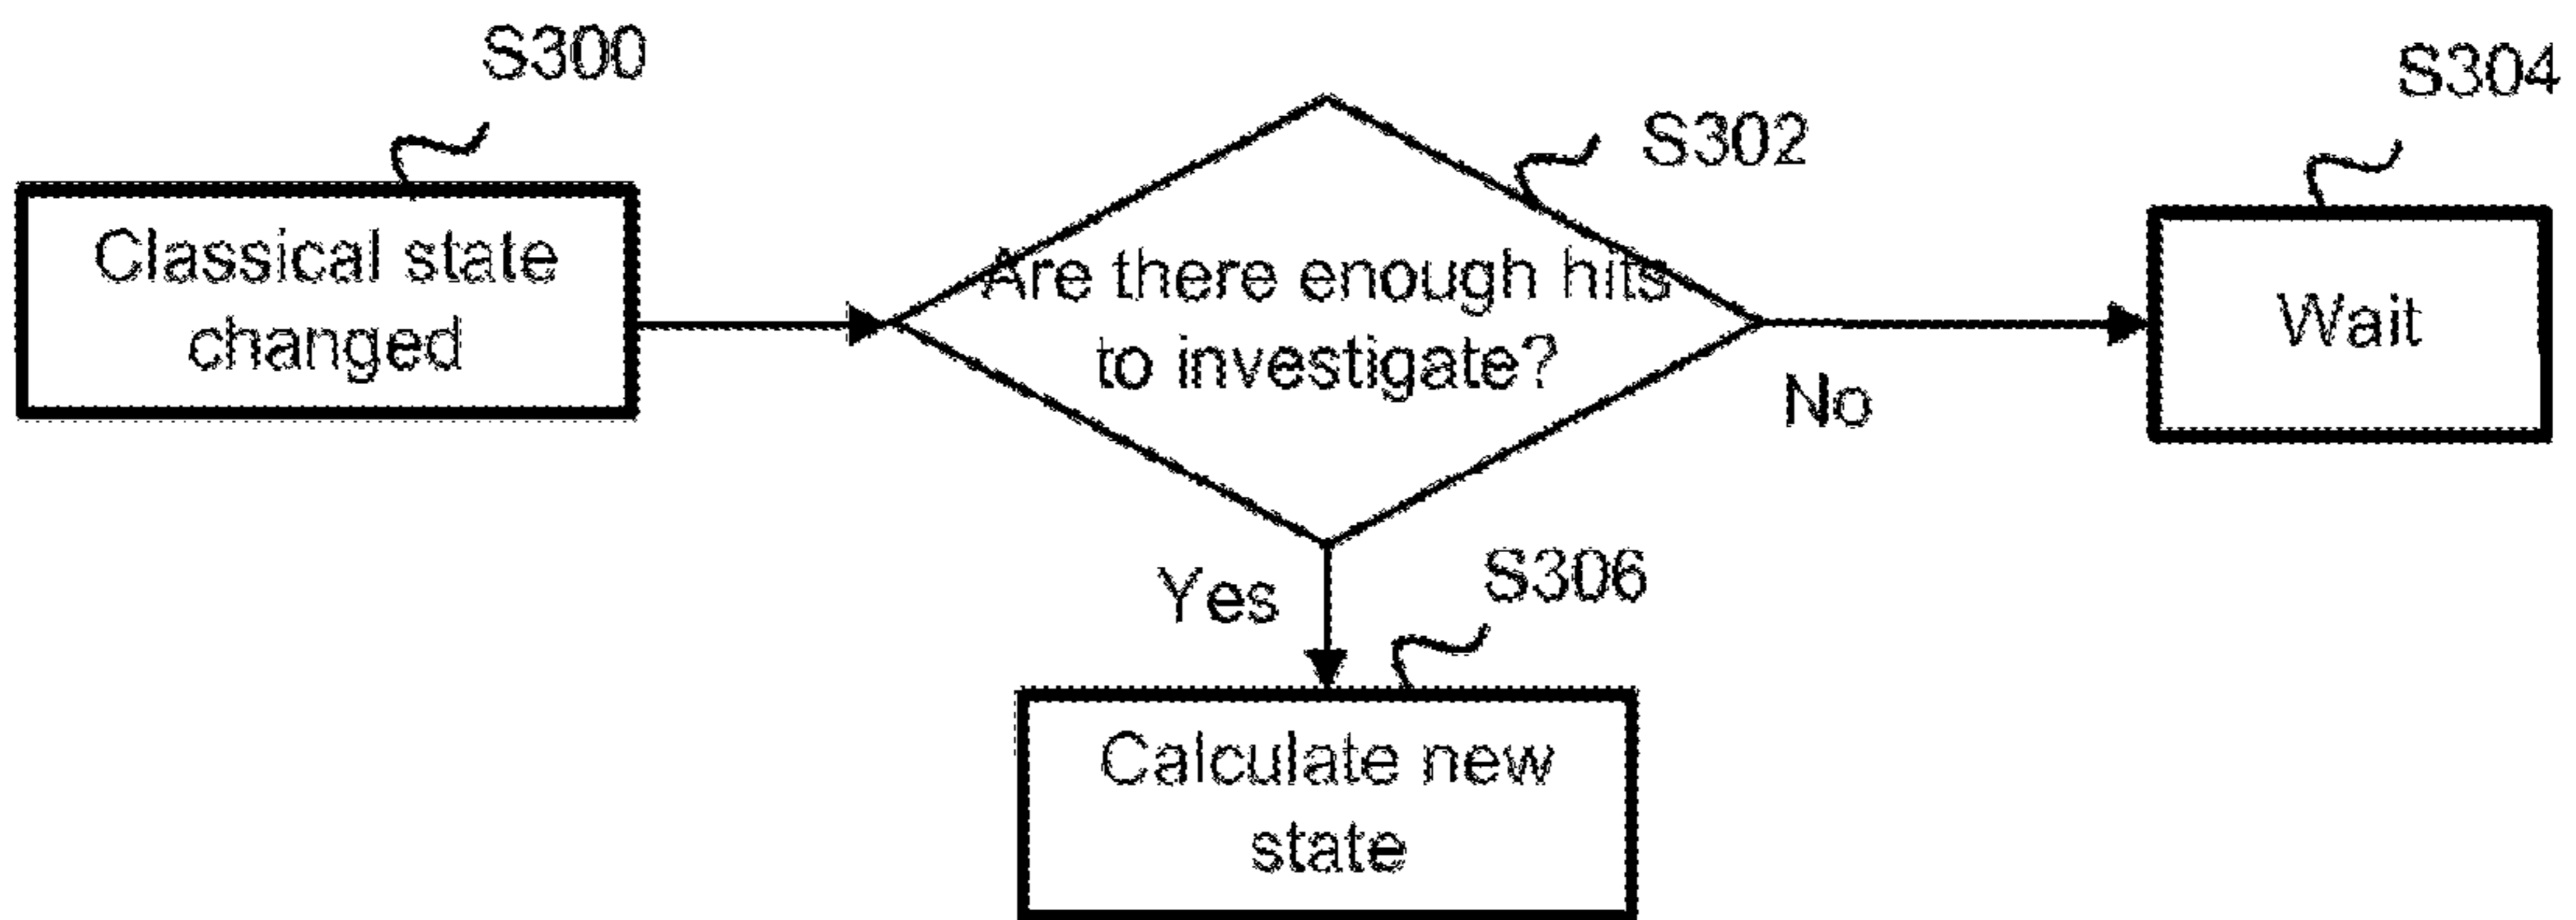 S300
S304
S302
Classical state
changed
Are there enough hits
to investigate?
Wait
No
Yes
S306
Calculate new
state